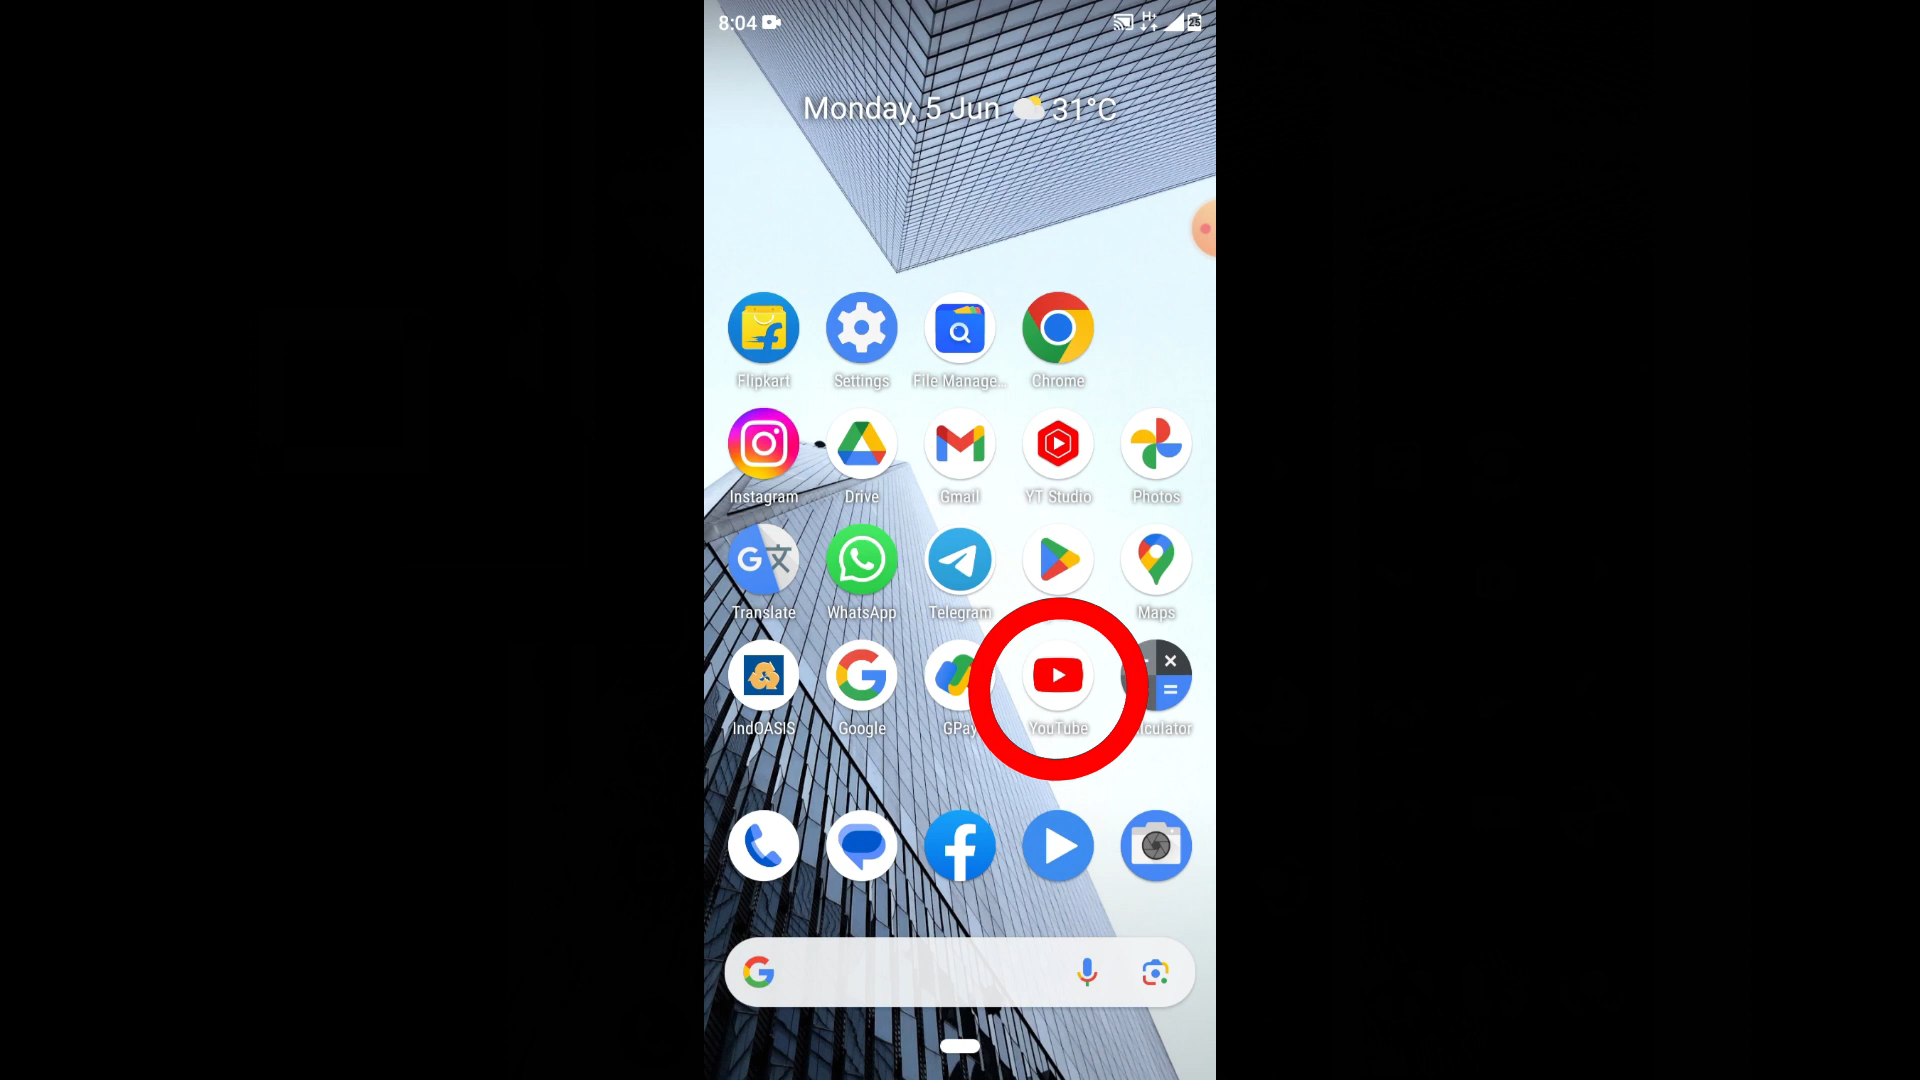 8:04 H+ 25
Monday, 5 Jun 31°C
Flipkart Settings File Manage... Chrome
Instagram Drive Gmail YT Studio Photos
Translate WhatsApp Telegram Maps
IndOASIS Google GPay YouTube lculator